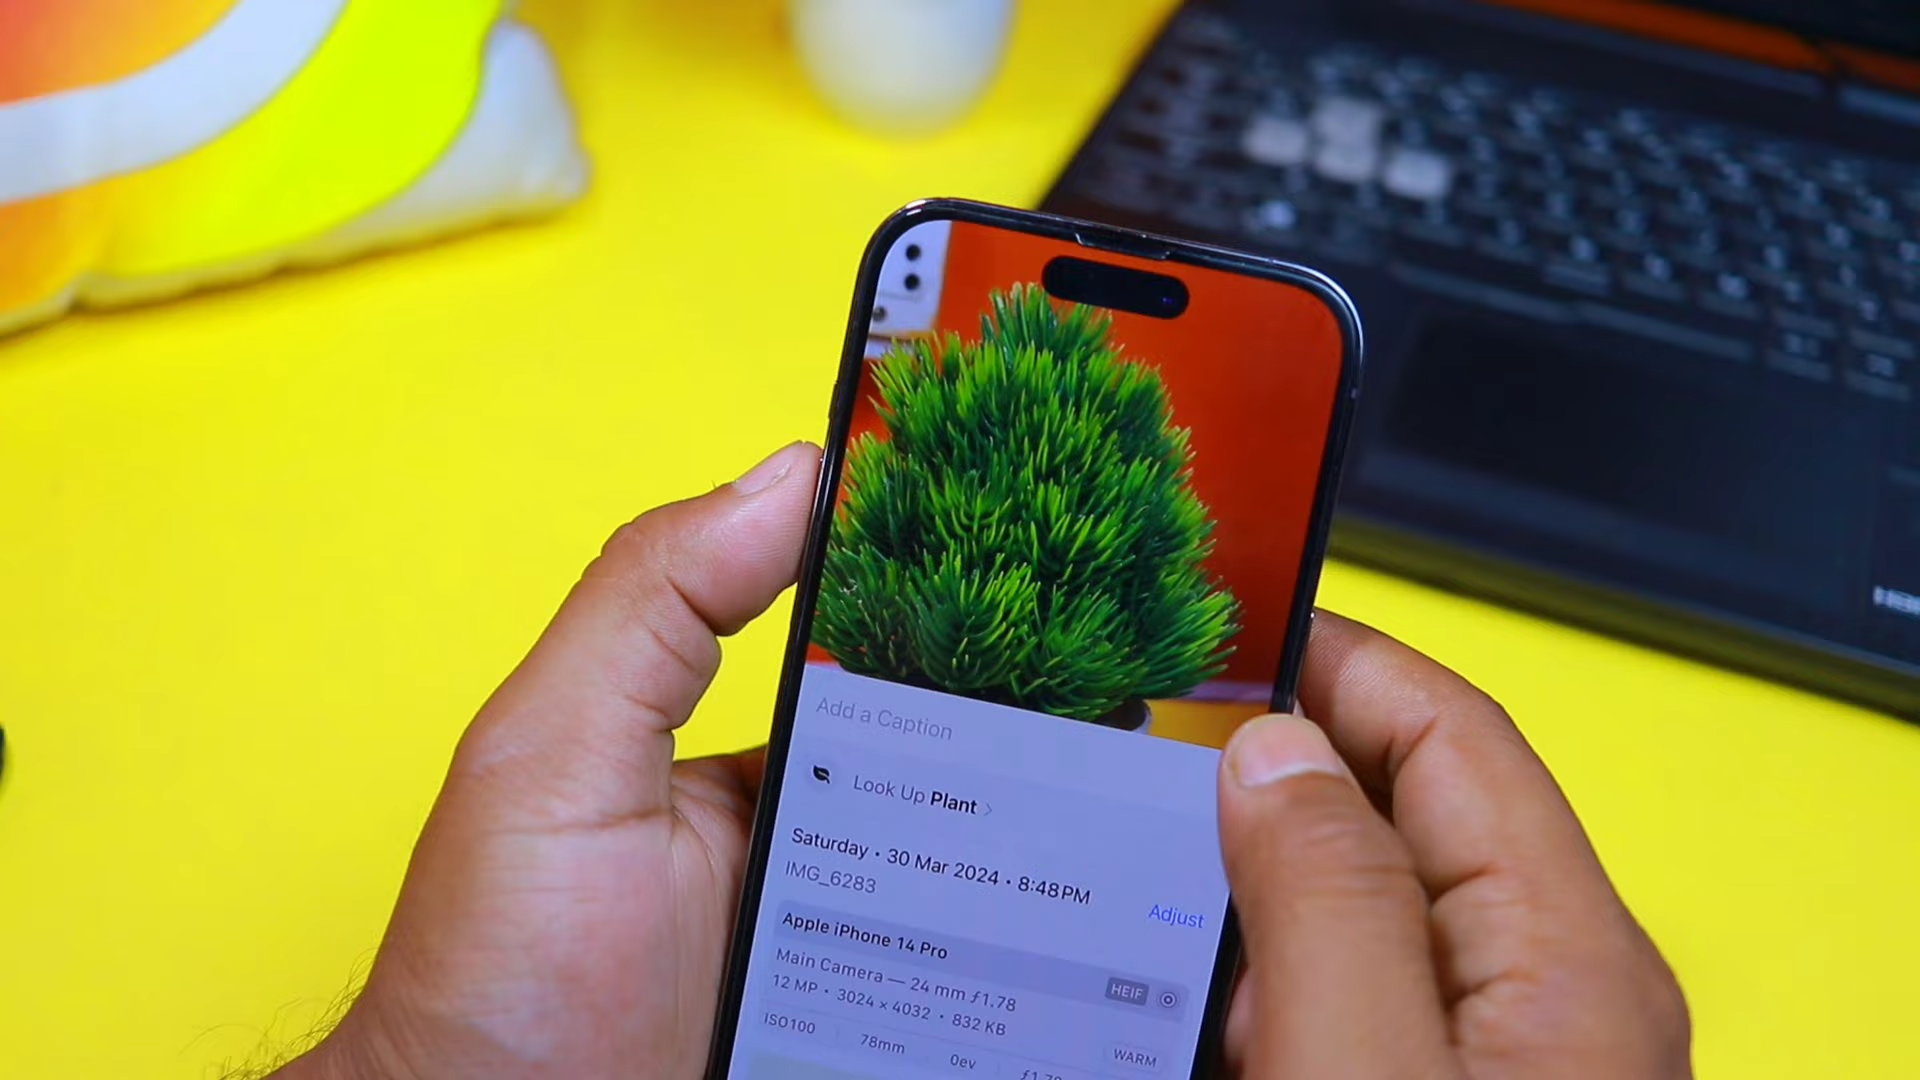 Add a Caption
Look Up Plant
Saturday • 30 Mar 2024 • 8:48 PM
IMG_6283
Adjust
Apple iPhone 14 Pro
HEIF
Main Camera — 24 mm ƒ1.78
12 MP • 3024 × 4032 • 832 KB
WARM
ISO100
78mm
0ev